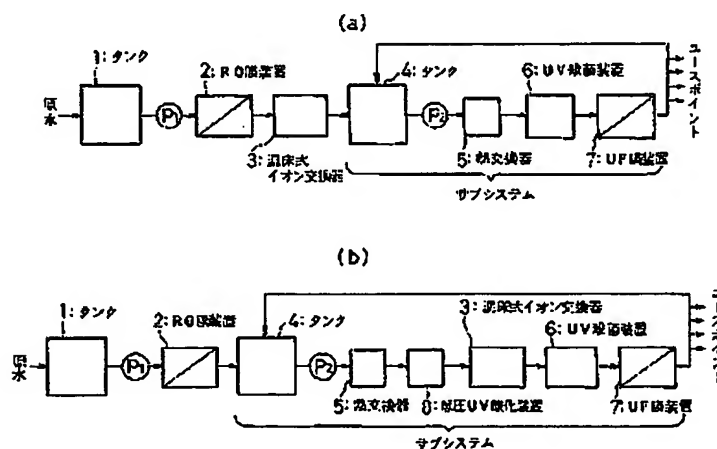 (a)
1:タンク
2:RO膜装置
4:タンク
6:UV殺菌装置
原水
P1
P2
ユースポイント
3:混床式
イオン交換器
5:熱交換器
7:UF膜装置
サブシステム
(b)
1:タンク
2:RO膜装置
4:タンク
3:混床式イオン交換器
6:UV殺菌装置
原水
P1
P2
ユースポイント
5:熱交換器
8:低圧UV酸化装置
7:UF膜装置
サブシステム